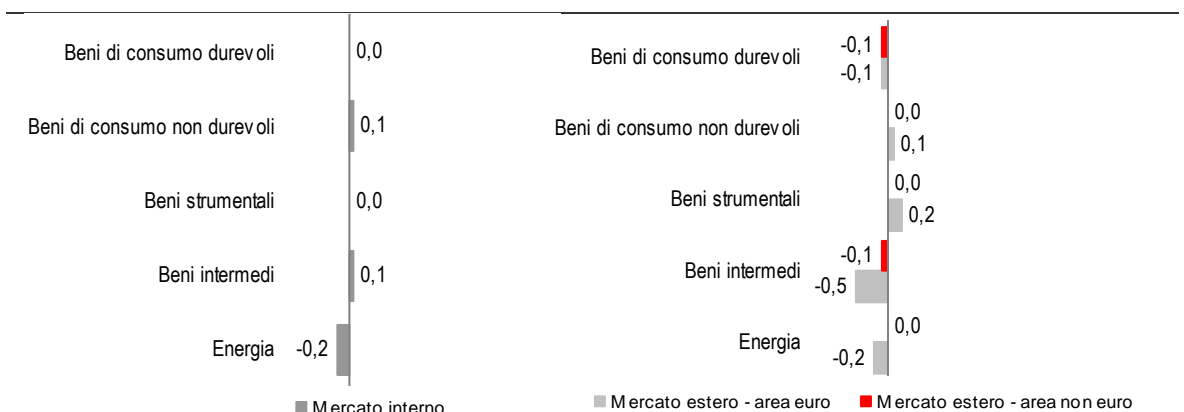 Beni di consumo durevoli 0,0
Beni di consumo non durevoli 0,1
Beni strumentali 0,0
Beni intermedi 0,1
Energia -0,2
Mercato interno
Beni di consumo durevoli -0,1
-0,1
Beni di consumo non durevoli 0,0
0,1
Beni strumentali 0,0
0,2
Beni intermedi -0,1
-0,5
Energia 0,0
-0,2
Mercato estero - area euro Mercato estero - area non euro